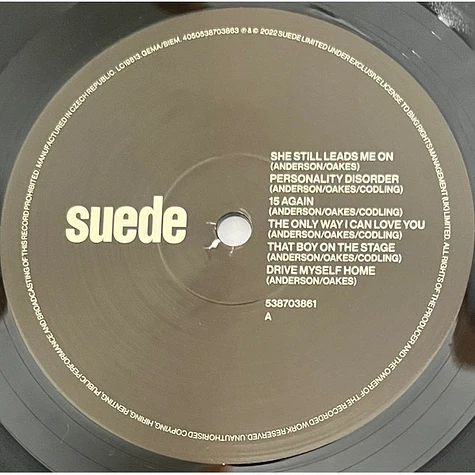 suede
SHE STILL LEADS ME ON
(ANDERSON/OAKES)
PERSONALITY DISORDER
(ANDERSON/OAKES/CODLING)
15 AGAIN
(ANDERSON/OAKES/CODLING)
THE ONLY WAY I CAN LOVE YOU
(ANDERSON/OAKES/CODLING)
THAT BOY ON THE STAGE
(ANDERSON/OAKES/CODLING)
DRIVE MYSELF HOME
(ANDERSON/OAKES)
538703861
A
MANUFACTURED IN CZECH REPUBLIC. LC19813. GEMA/BIEM. 4050538703863 ℗ & © 2022 SUEDE LIMITED UNDER EXCLUSIVE LICENSE TO BMG RIGHTS MANAGEMENT (UK) LIMITED. ALL RIGHTS OF THE PRODUCER AND THE OWNER OF THE RECORDED WORK RESERVED. UNAUTHORISED COPYING, HIRING, RENTING, PUBLIC PERFORMANCE AND BROADCASTING OF THIS RECORD PROHIBITED.